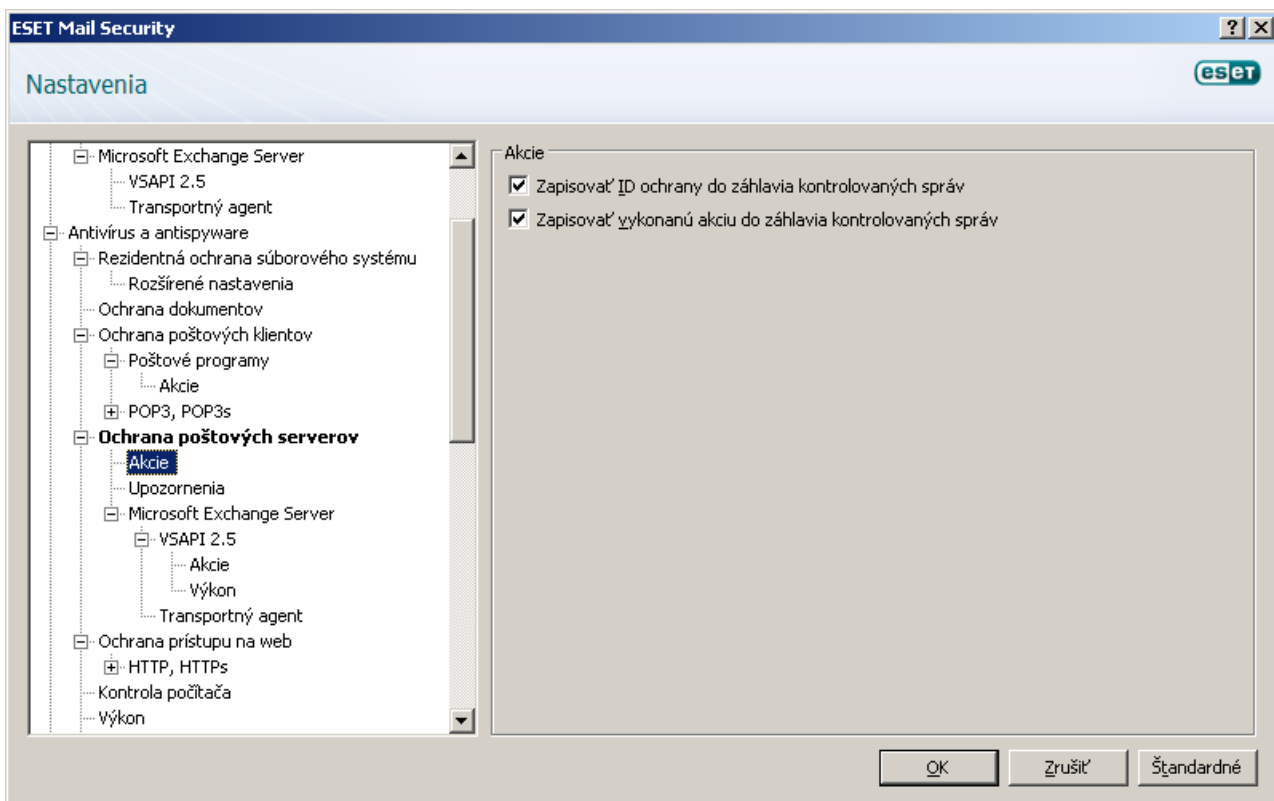 ESET Mail Security
Nastavenia
eset
Microsoft Exchange Server
VSAPI 2.5
Transportný agent
Antivírus a antispyware
Rezidentná ochrana súborového systému
Rozšírené nastavenia
Ochrana dokumentov
Ochrana poštových klientov
Poštové programy
Akcie
POP3, POP3s
Ochrana poštových serverov
Akcie
Upozornenia
Microsoft Exchange Server
VSAPI 2.5
Akcie
Výkon
Transportný agent
Ochrana prístupu na web
HTTP, HTTPs
Kontrola počítača
Výkon
Akcie
Zapisovať ID ochrany do záhlavia kontrolovaných správ
Zapisovať vykonanú akciu do záhlavia kontrolovaných správ
OK
Zrušiť
Štandardné